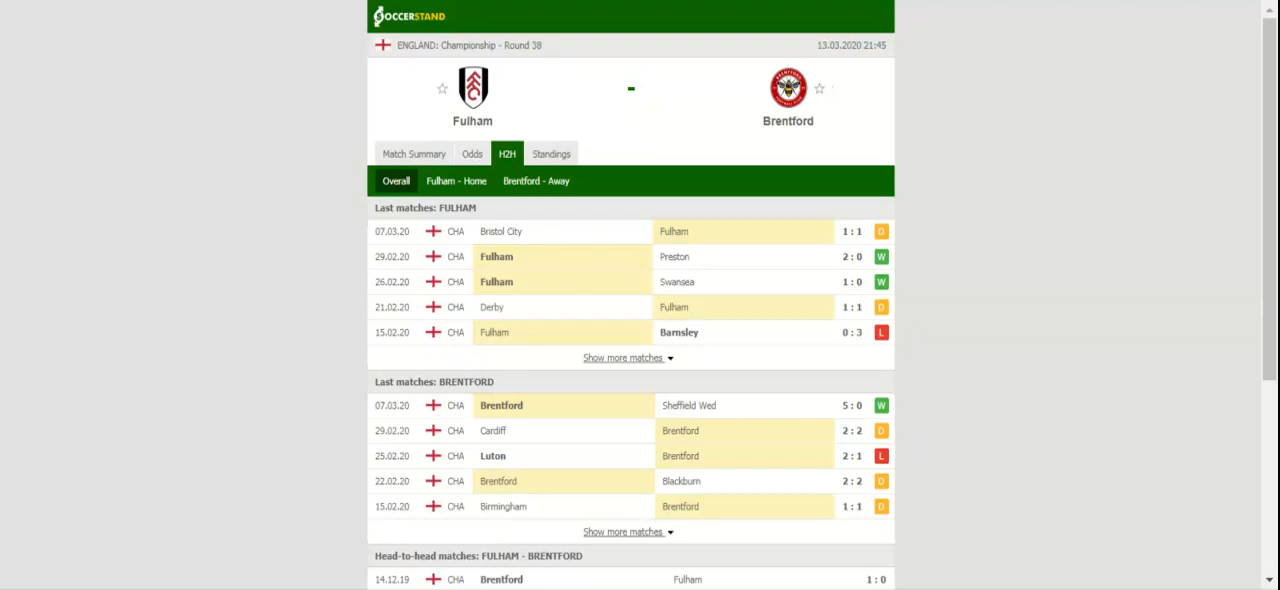 SOCCERSTAND
ENGLAND: Championship - Round 38 13.03.2020 21:45
-
Fulham Brentford
Match Summary Odds H2H Standings
Overall Fulham - Home Brentford - Away
Last matches: FULHAM
07.03.20 CHA Bristol City Fulham 1 : 1 D
29.02.20 CHA Fulham Preston 2 : 0 W
26.02.20 CHA Fulham Swansea 1 : 0 W
21.02.20 CHA Derby Fulham 1 : 1 D
15.02.20 CHA Fulham Barnsley 0 : 3 L
Show more matches
Last matches: BRENTFORD
07.03.20 CHA Brentford Sheffield Wed 5 : 0 W
29.02.20 CHA Cardiff Brentford 2 : 2 D
25.02.20 CHA Luton Brentford 2 : 1 L
22.02.20 CHA Brentford Blackburn 2 : 2 D
15.02.20 CHA Birmingham Brentford 1 : 1 D
Show more matches
Head-to-head matches: FULHAM - BRENTFORD
14.12.19 CHA Brentford Fulham 1 : 0